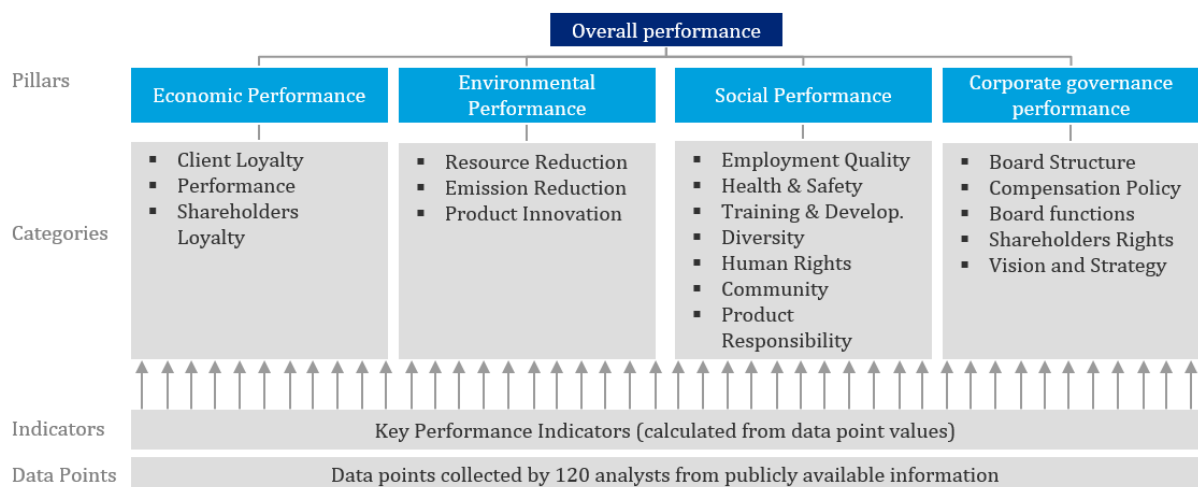 Overall performance
Pillars
Economic Performance
Environmental
Performance
Social Performance
Corporate governance
performance
Categories
▪ Client Loyalty
▪ Performance
▪ Shareholders
Loyalty
▪ Resource Reduction
▪ Emission Reduction
▪ Product Innovation
▪ Employment Quality
▪ Health & Safety
▪ Training & Develop.
▪ Diversity
▪ Human Rights
▪ Community
▪ Product
Responsibility
▪ Board Structure
▪ Compensation Policy
▪ Board functions
▪ Shareholders Rights
▪ Vision and Strategy
Indicators
Key Performance Indicators (calculated from data point values)
Data Points
Data points collected by 120 analysts from publicly available information